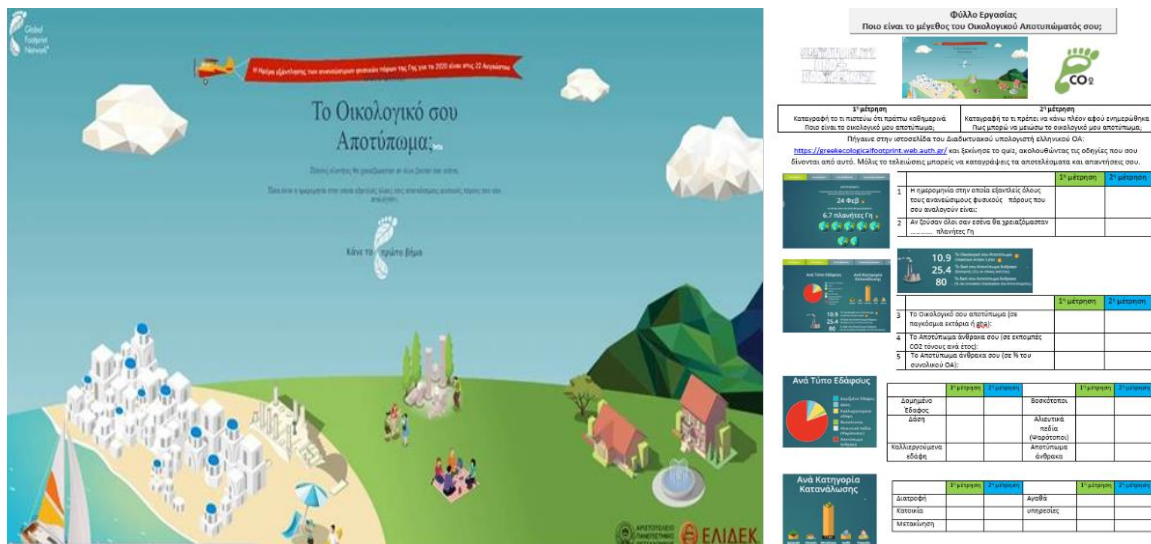 Global
Footprint
Network
Η Ημέρα εξάντλησης των ανανεώσιμων φυσικών πόρων της Γης για το 2020 είναι στις 22 Αυγούστου
Το Οικολογικό σου
Αποτύπωμα;
Κάνε το πρώτο βήμα
ΑΡΙΣΤΟΤΕΛΕΙΟ
ΠΑΝΕΠΙΣΤΗΜΙΟ
ΘΕΣΣΑΛΟΝΙΚΗΣ
ΕΛΙΔΕΚ
Φύλλο Εργασίας
Ποιο είναι το μέγεθος του Οικολογικού Αποτυπώματός σου;
CO2
1η μέτρηση
Καταγραφή το τι πιστεύω ότι πράττω καθημερινά
Ποιο είναι το οικολογικό μου αποτύπωμα;
2η μέτρηση
Καταγραφή το τι πρέπει να κάνω πλέον αφού ενημερώθηκα
Πως μπορώ να μειώσω το οικολογικό μου αποτύπωμα;
Πήγαινε στην ιστοσελίδα του Διαδικτυακού υπολογιστή ελληνικού ΟΑ:
https://greekecologicalfootprint.web.auth.gr/ και ξεκίνησε το quiz, ακολουθώντας τις οδηγίες που σου
δίνονται από αυτό. Μόλις το τελειώσεις μπορείς να καταγράψεις τα αποτελέσματα και απαντήσεις σου.
24 Φεβ
6.7 πλανήτες Γη
1η μέτρηση 2η μέτρηση
1 Η ημερομηνία στην οποία εξαντλείς όλους
τους ανανεώσιμους φυσικούς πόρους που
σου αναλογούν είναι:
2 Αν ζούσαν όλοι σαν εσένα θα χρειαζόμασταν
............ πλανήτες Γη
10.9
25.4
80
Ανά Τύπο Εδάφους
Ανά Κατηγορία
Κατανάλωσης
10.9
25.4
80
1η μέτρηση 2η μέτρηση
3 Το Οικολογικό σου αποτύπωμα (σε
παγκόσμια εκτάρια ή gha):
4 Το Αποτύπωμα άνθρακα σου (σε εκπομπές
CO2 τόνους ανά έτος):
5 Το Αποτύπωμα άνθρακα σου (σε % του
συνολικού ΟΑ):
Ανά Τύπο Εδάφους
1η μέτρηση 2η μέτρηση 1η μέτρηση 2η μέτρηση
Δομημένο
Έδαφος
Βοσκότοποι
Δάση
Αλιευτικά
πεδία
(Ψαρότοποι)
Καλλιεργούμενα
εδάφη
Αποτύπωμα
άνθρακα
Ανά Κατηγορία
Κατανάλωσης
1η μέτρηση 2η μέτρηση 1η μέτρηση 2η μέτρηση
Διατροφή Αγαθά
Κατοικία υπηρεσίες
Μετακίνηση